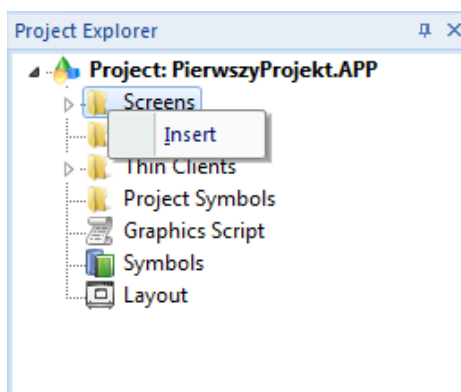 Project Explorer
Project: PierwszyProjekt.APP
Screens
Insert
Thin Clients
Project Symbols
Graphics Script
Symbols
Layout